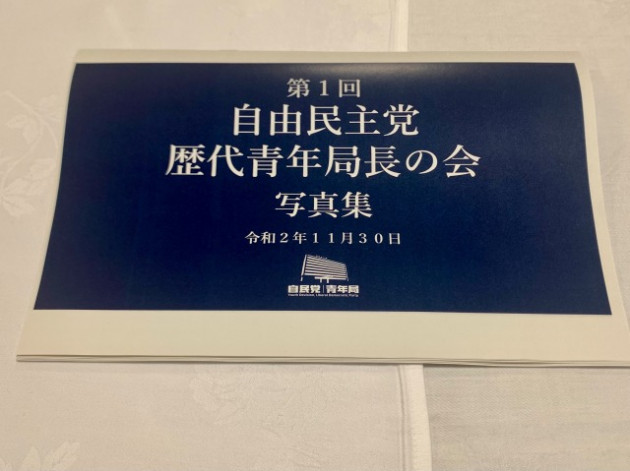 第１回
自由民主党
歴代青年局長の会
写真集
令和２年１１月３０日
自民党 青年局